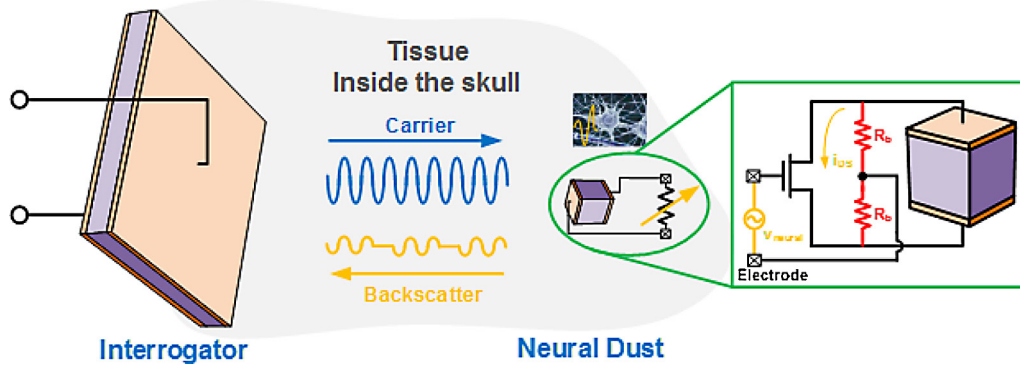 Tissue
Inside the skull
Carrier
Backscatter
Interrogator
Neural Dust
Rb
iDS
Rb
Vneural
Electrode